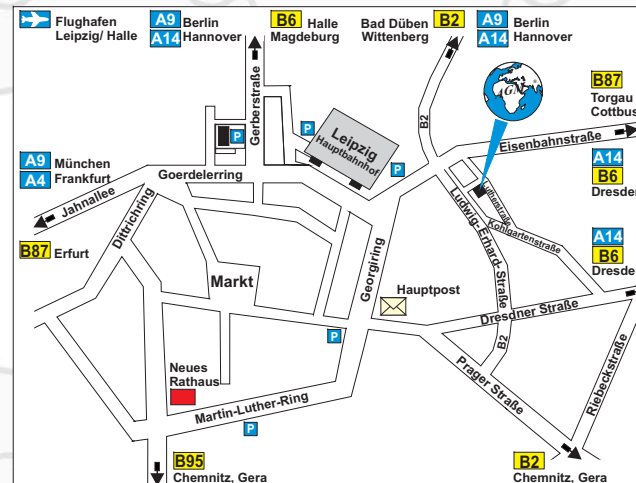 Flughafen
Leipzig/ Halle
A9 Berlin
A14 Hannover
B6 Halle
Magdeburg
Bad Düben B2
Wittenberg
A9 Berlin
A14 Hannover
B87
Torgau
Cottbus
Gerberstraße
P
P
P
Leipzig
Hauptbahnhof
B2
G
Eisenbahnstraße
A9 München
A4 Frankfurt
Jahnallee
Goerdelerring
A14
B6
Dresden
Lutherstraße
Kohlgartenstraße
Ludwig-Erhard-Straße
A14
B6
Dresden
B87 Erfurt
Dittrichring
Markt
Georgiring
Hauptpost
Dresdner Straße
P
B2
Neues
Rathaus
Prager Straße
Riebeckstraße
Martin-Luther-Ring
P
B95
Chemnitz, Gera
B2
Chemnitz, Gera